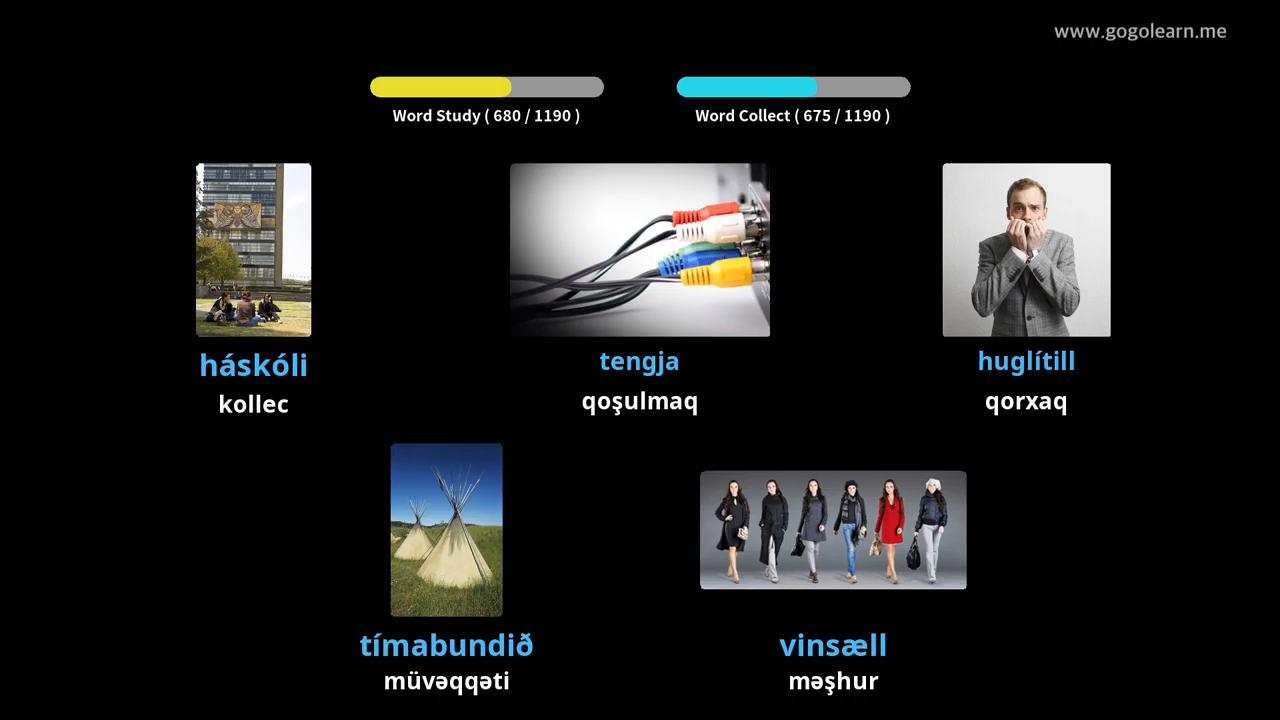 www.gogolearn.me
Word Study ( 680 / 1190 )
Word Collect ( 675 / 1190 )
háskóli
kollec
tengja
qoşulmaq
huglítill
qorxaq
tímabundið
müvəqqəti
vinsæll
məşhur